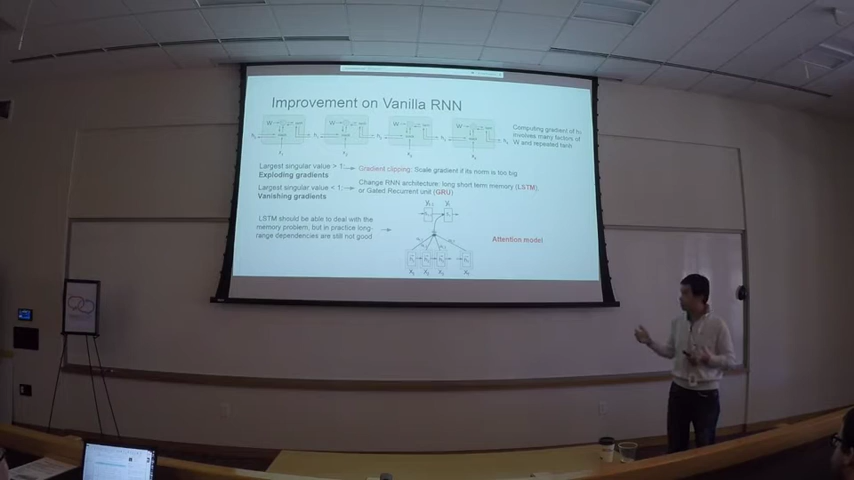 Improvement on Vanilla RNN
Computing gradient of h₀
involves many factors of
W and repeated tanh
Largest singular value > 1:
Exploding gradients
Gradient clipping: Scale gradient if its norm is too big
Largest singular value < 1:
Vanishing gradients
Change RNN architecture: long short term memory (LSTM)
or Gated Recurrent unit (GRU)
LSTM should be able to deal with the
memory problem, but in practice long-
range dependencies are still not good
Attention model